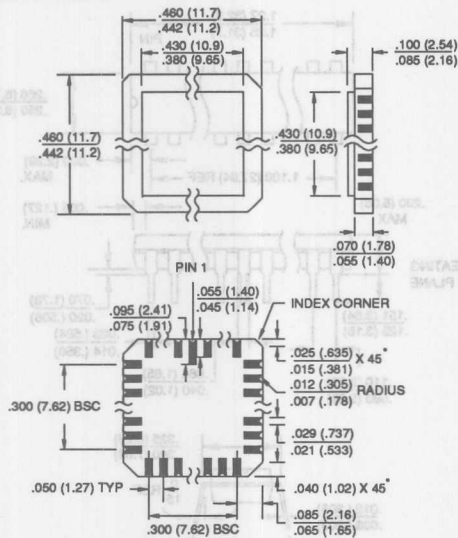 .460 (11.7)
.442 (11.2)
.430 (10.9)
.380 (9.65)
.100 (2.54)
.085 (2.16)
.460 (11.7)
.442 (11.2)
.430 (10.9)
.380 (9.65)
.070 (1.78)
.055 (1.40)
PIN 1
.055 (1.40)
.045 (1.14)
.095 (2.41)
.075 (1.91)
INDEX CORNER
.025 (.635) X 45°
.015 (.381)
.012 (.305) RADIUS
.007 (.178)
.300 (7.62) BSC
.029 (.737)
.021 (.533)
.050 (1.27) TYP
.040 (1.02) X 45°
.300 (7.62) BSC
.085 (2.16)
.065 (1.65)